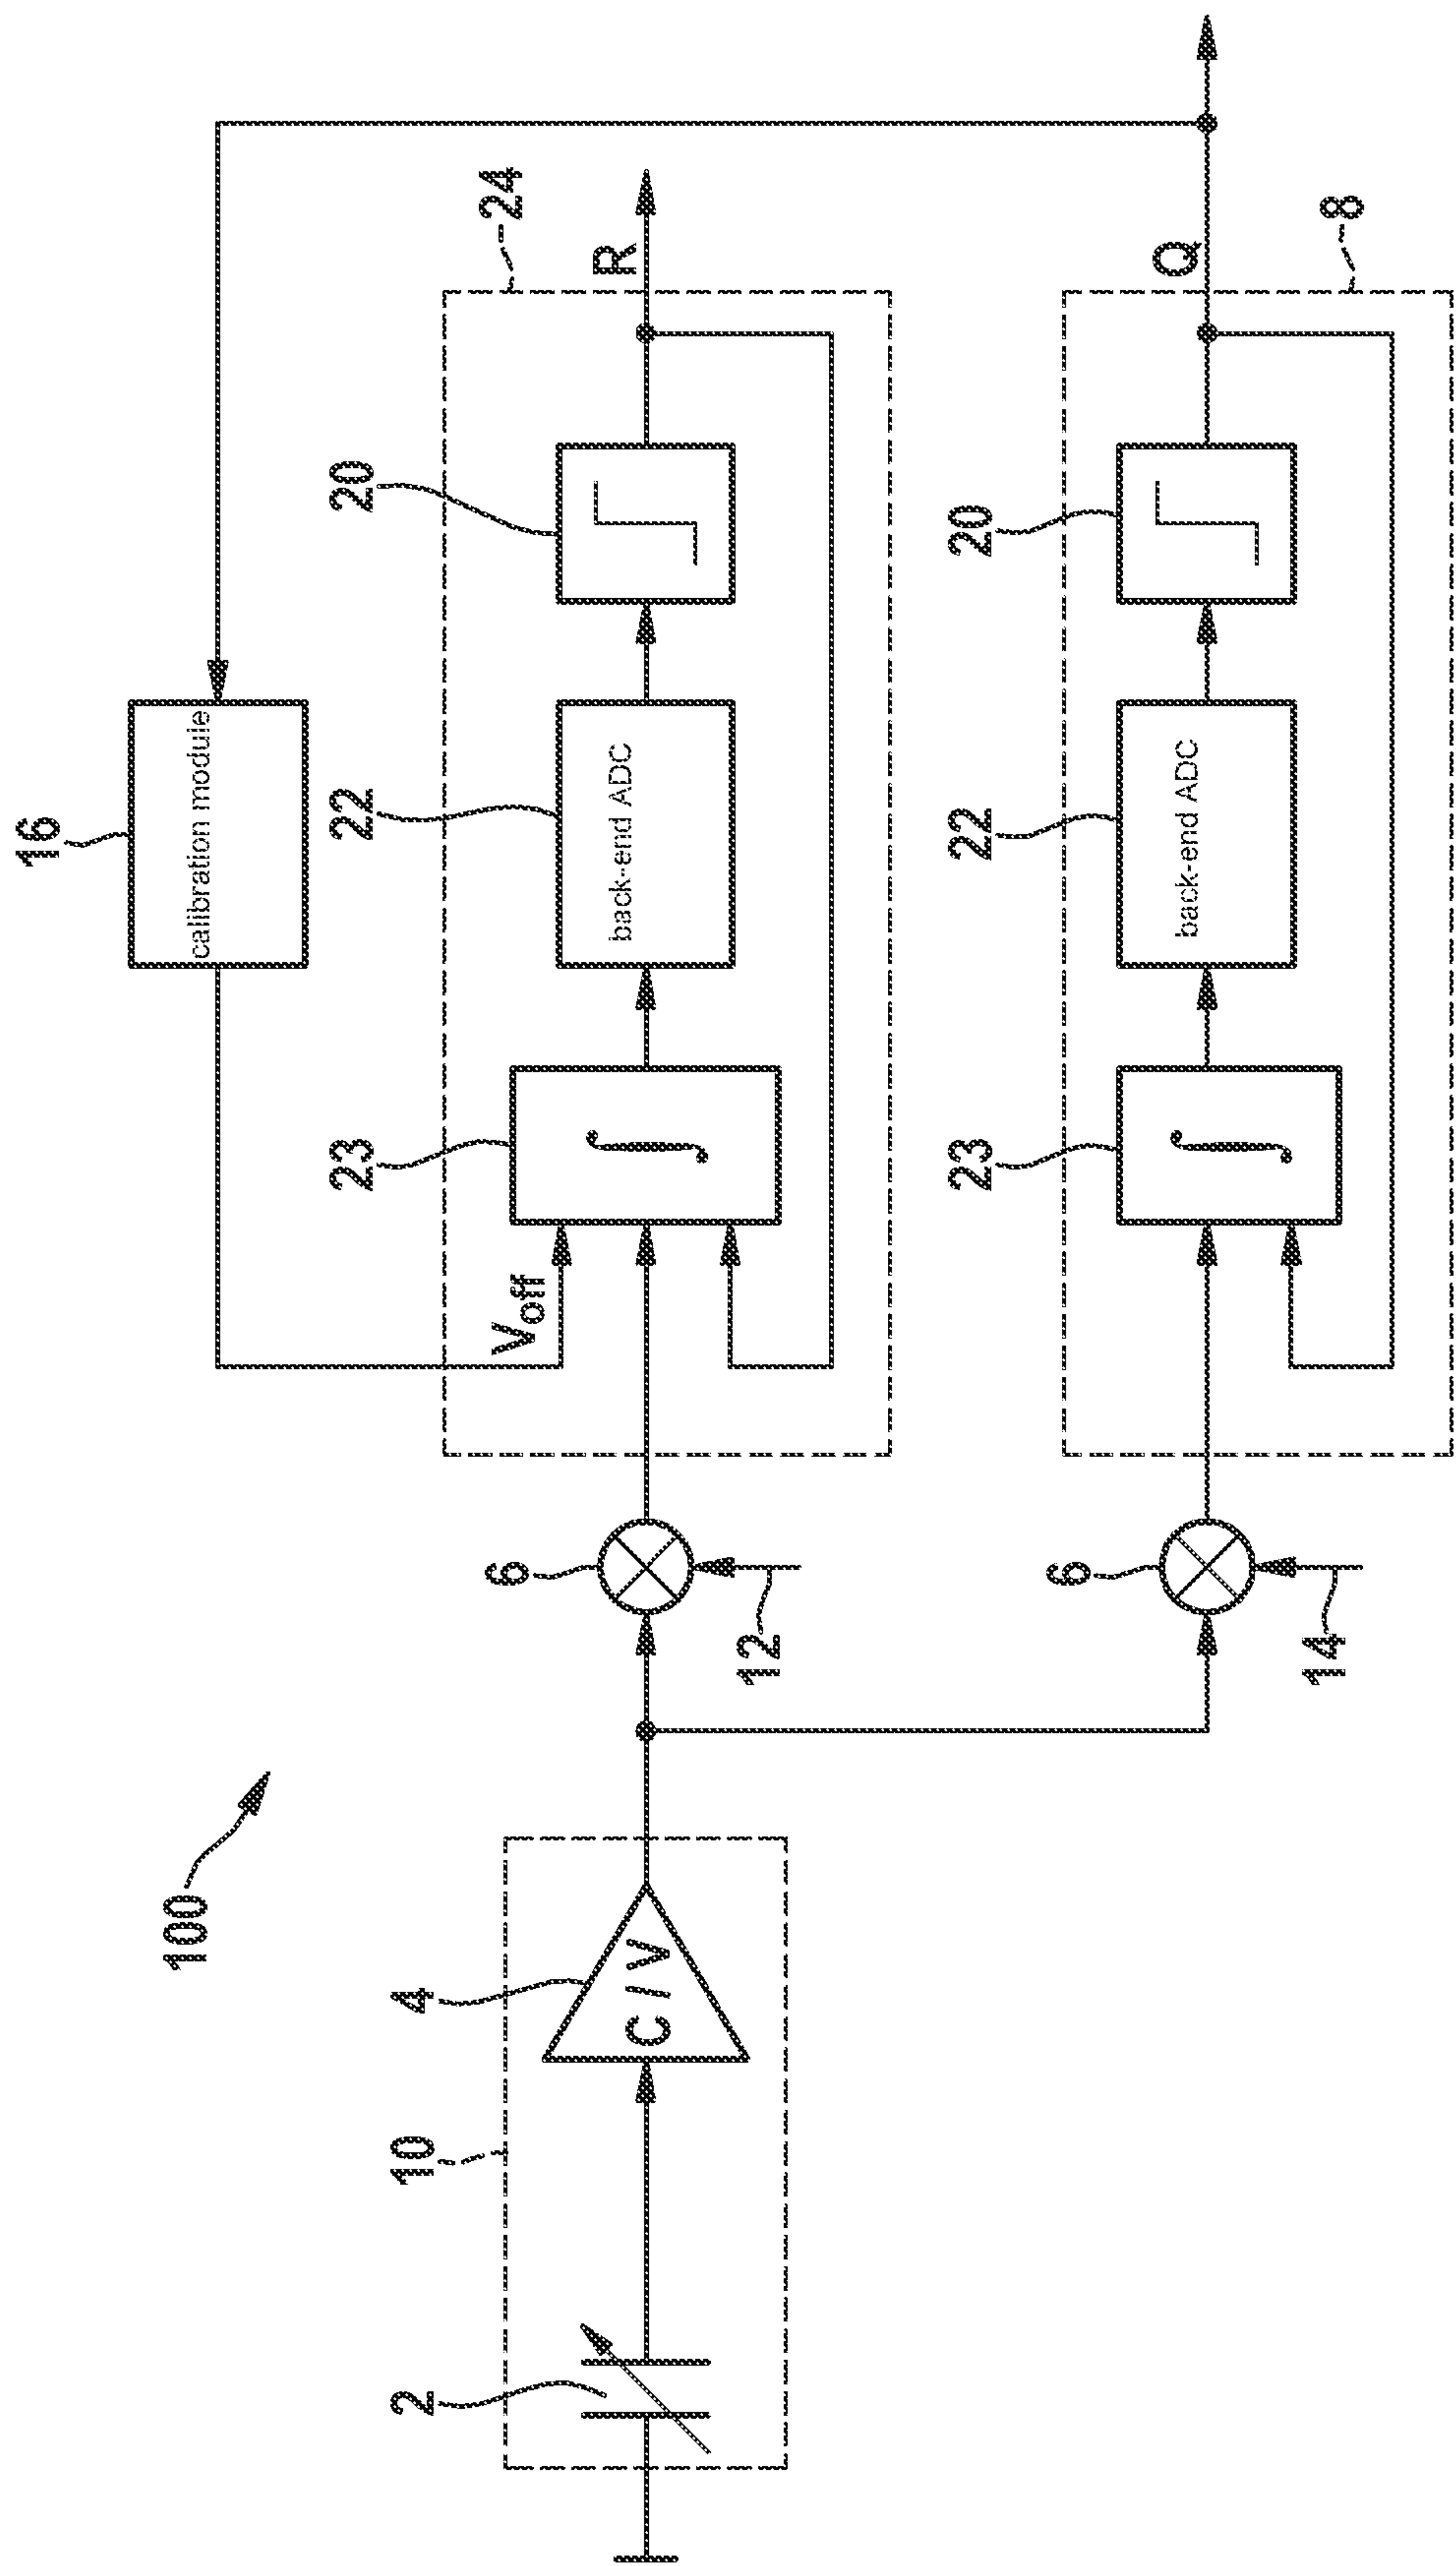 100
16
calibration module
24
R
20
22
back-end ADC
23
∫
Voff
6
12
10
4
C / V
2
Q
8
20
22
back-end ADC
23
∫
6
14